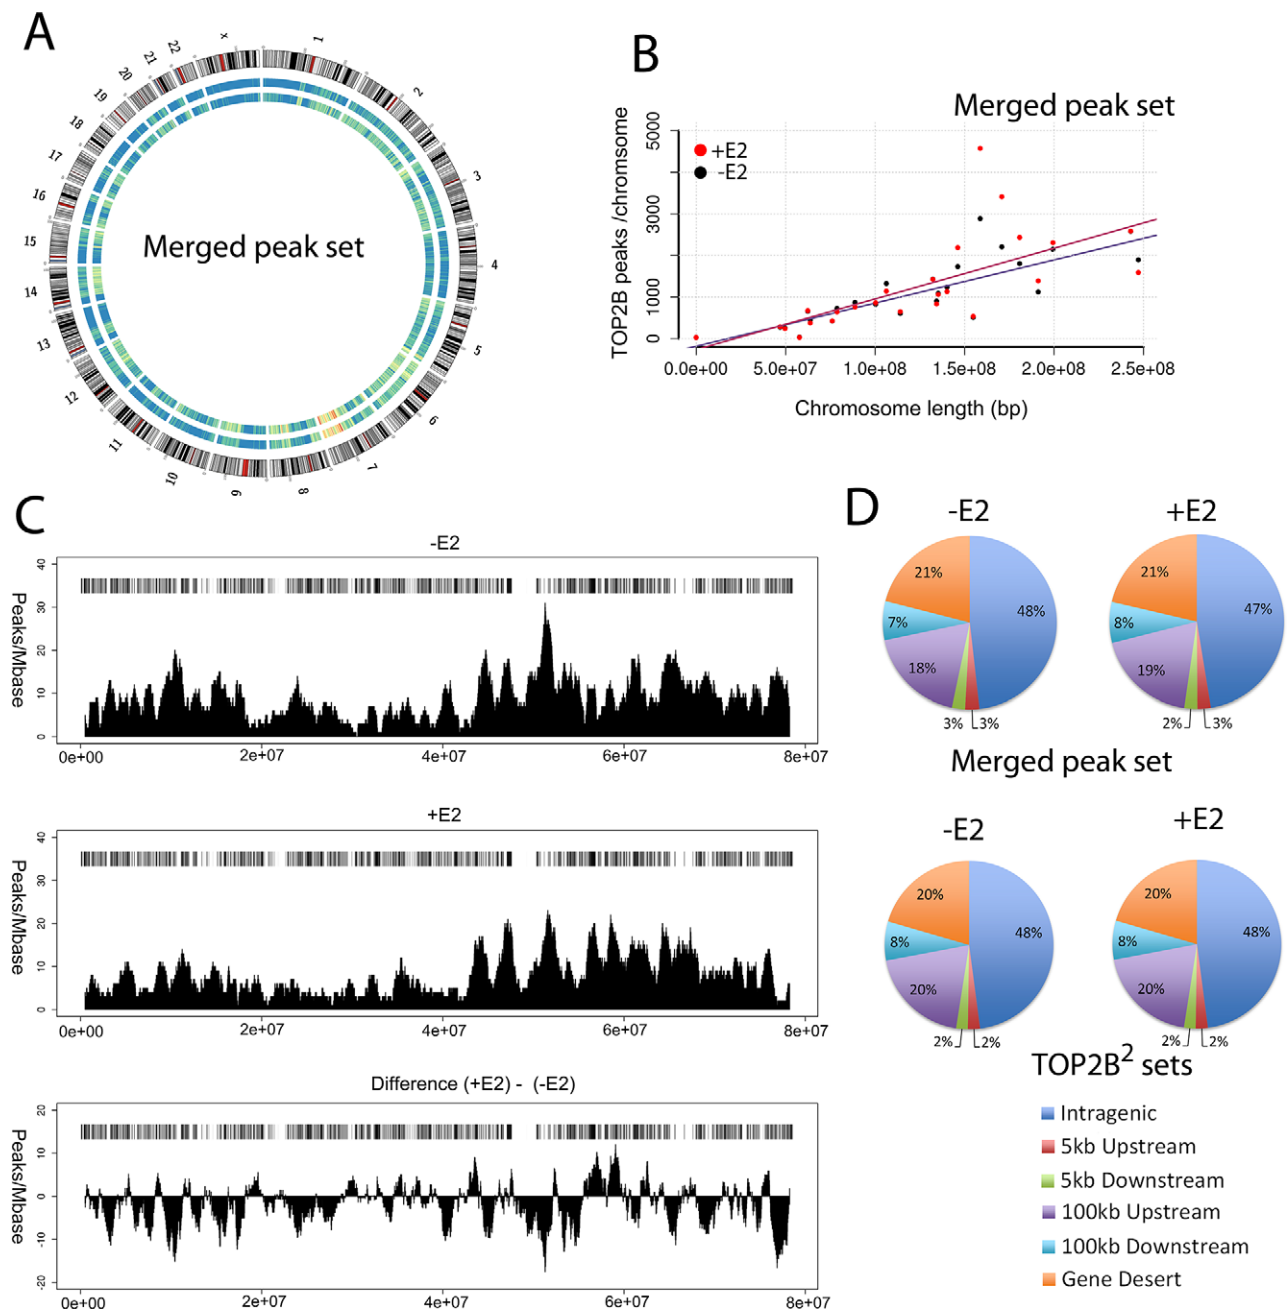 A
1
2
3
4
5
6
7
8
9
10
11
12
13
14
15
16
17
18
19
20
21
22
x
Merged peak set
B
Merged peak set
TOP2B peaks /chromsome
5000
3000
1000
0
+E2
-E2
0.0e+00 5.0e+07 1.0e+08 1.5e+08 2.0e+08 2.5e+08
Chromosome length (bp)
C
-E2
Peaks/Mbase
40
30
20
10
0
0e+00 2e+07 4e+07 6e+07 8e+07
+E2
Peaks/Mbase
40
30
20
10
0
0e+00 2e+07 4e+07 6e+07 8e+07
Difference (+E2) - (-E2)
Peaks/Mbase
20
10
0
-10
-20
0e+00 2e+07 4e+07 6e+07 8e+07
D
-E2
21%
48%
7%
18%
3% 3%
+E2
21%
47%
8%
19%
2% 3%
Merged peak set
-E2
20%
48%
8%
20%
2% 2%
+E2
20%
48%
8%
20%
2% 2%
TOP2B² sets
Intragenic
5kb Upstream
5kb Downstream
100kb Upstream
100kb Downstream
Gene Desert